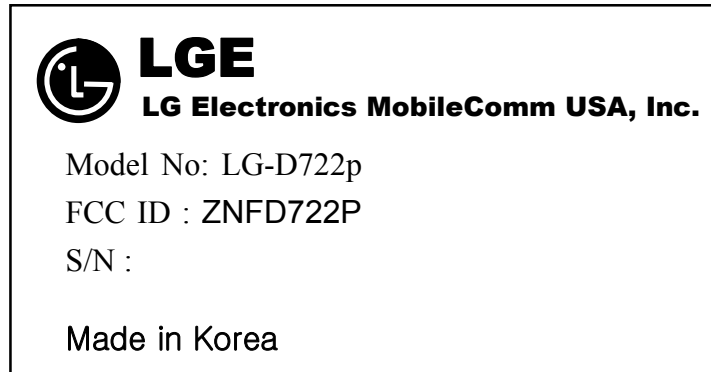 LGE
LG Electronics MobileComm USA, Inc.
Model No: LG-D722p
FCC ID : ZNFD722P
S/N :
Made in Korea